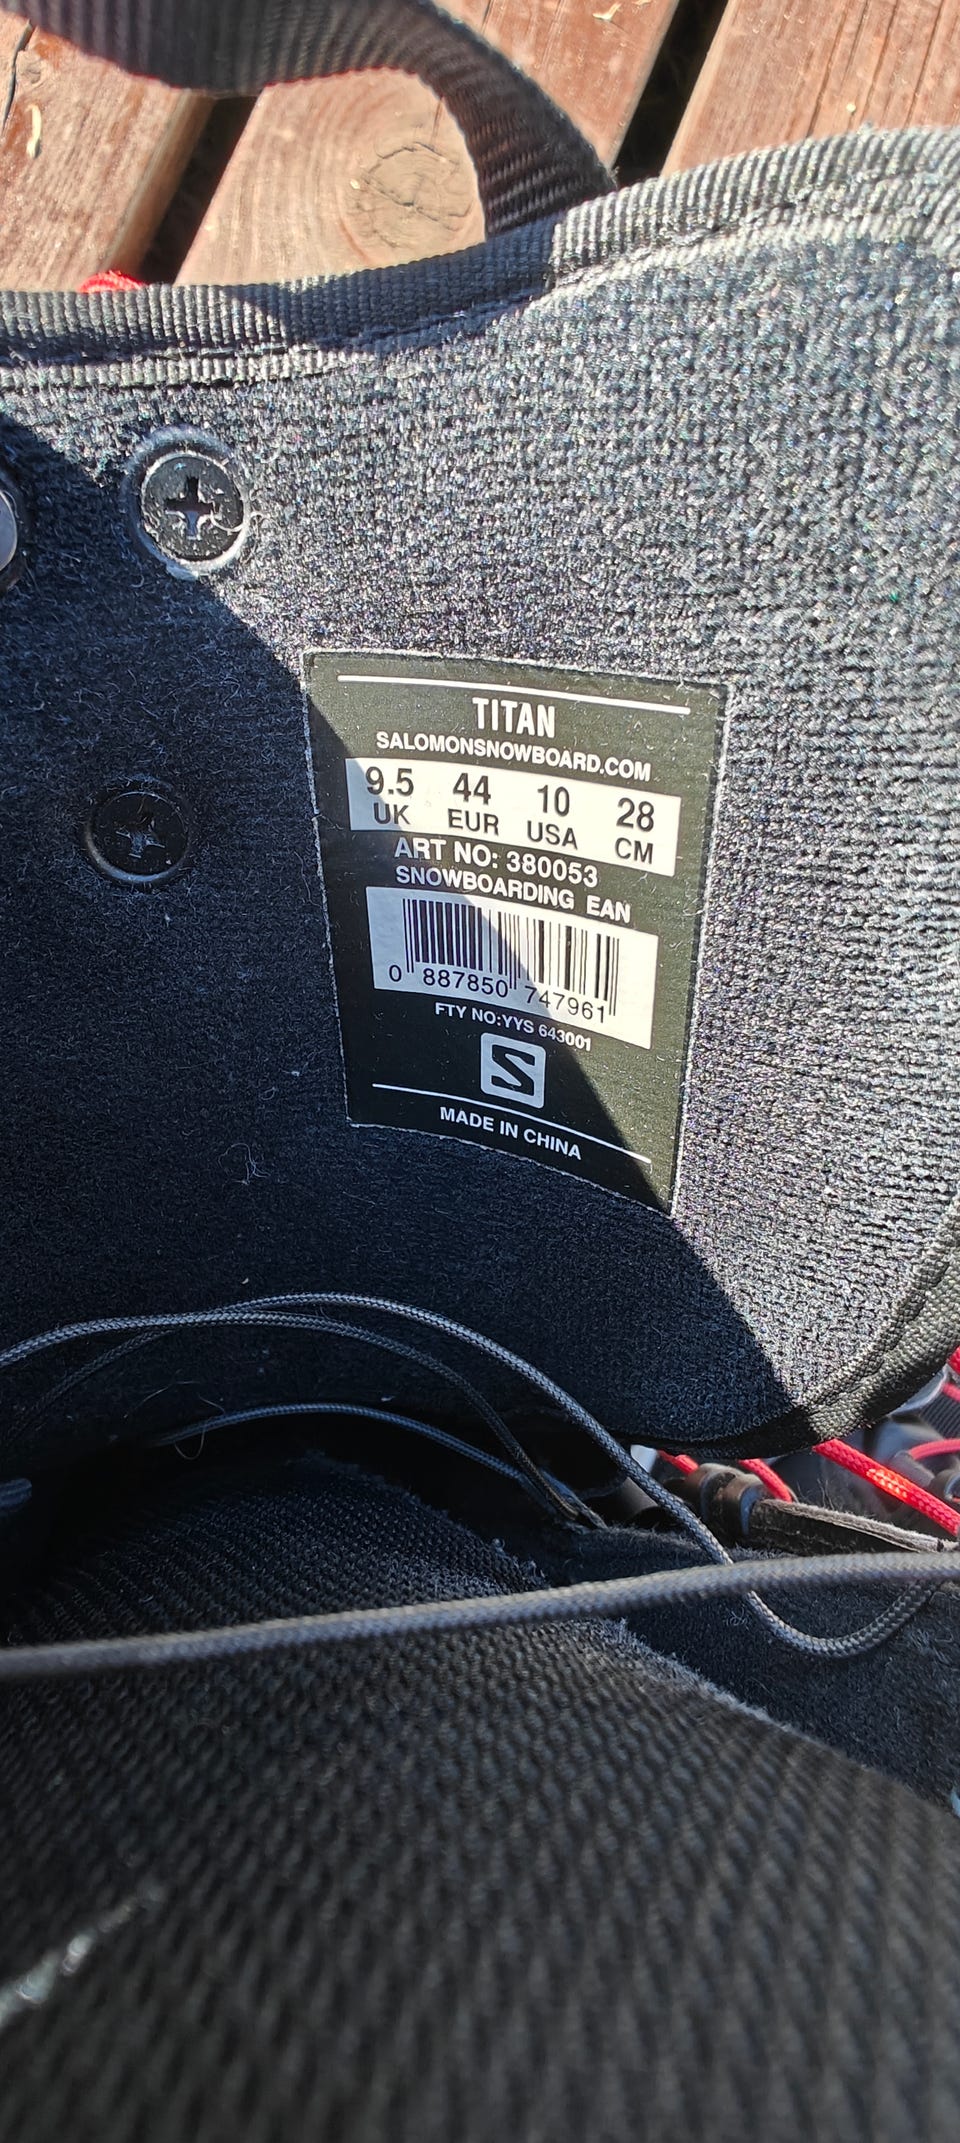 TITAN
SALOMONSNOWBOARD.COM
9.5 44 10 28
UK EUR USA CM
ART NO: 380053
SNOWBOARDING EAN
0 887850 747961
FTY NO:YYS 643001
S
MADE IN CHINA